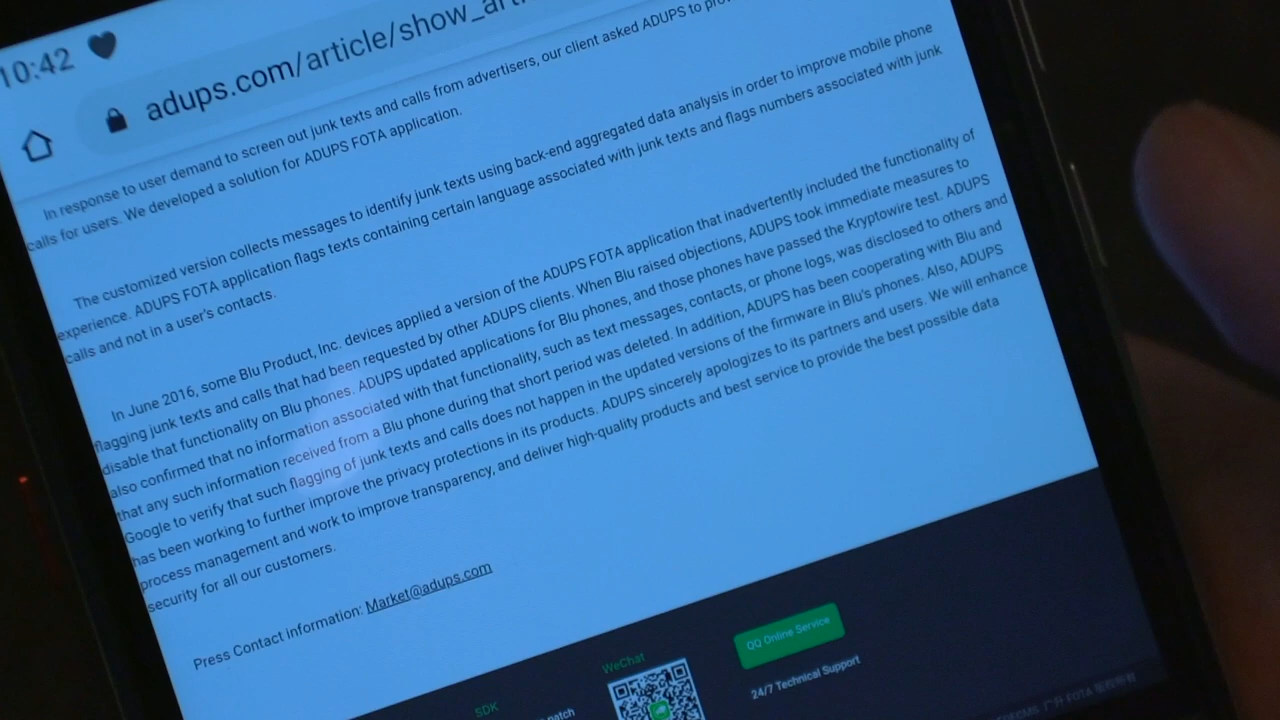 10:42
adups.com/article/show_arti
In response to user demand to screen out junk texts and calls from advertisers, our client asked ADUPS to prov
calls for users. We developed a solution for ADUPS FOTA application.
The customized version collects messages to identify junk texts using back-end aggregated data analysis in order to improve mobile phone
experience. ADUPS FOTA application flags texts containing certain language associated with junk texts and flags numbers associated with junk
calls and not in a user's contacts.
In June 2016, some Blu Product, Inc. devices applied a version of the ADUPS FOTA application that inadvertently included the functionality of
flagging junk texts and calls that had been requested by other ADUPS clients. When Blu raised objections, ADUPS took immediate measures to
disable that functionality on Blu phones. ADUPS updated applications for Blu phones, and those phones have passed the Kryptowire test. ADUPS
also confirmed that no information associated with that functionality, such as text messages, contacts, or phone logs, was disclosed to others and
that any such information received from a Blu phone during that short period was deleted. In addition, ADUPS has been cooperating with Blu and
Google to verify that such flagging of junk texts and calls does not happen in the updated versions of the firmware in Blu's phones. Also, ADUPS
has been working to further improve the privacy protections in its products. ADUPS sincerely apologizes to its partners and users. We will enhance
process management and work to improve transparency, and deliver high-quality products and best service to provide the best possible data
security for all our customers.
Press Contact information: Market@adups.com
SDK
WeChat
QQ Online Service
patch
24/7 Technical Support
FOTA